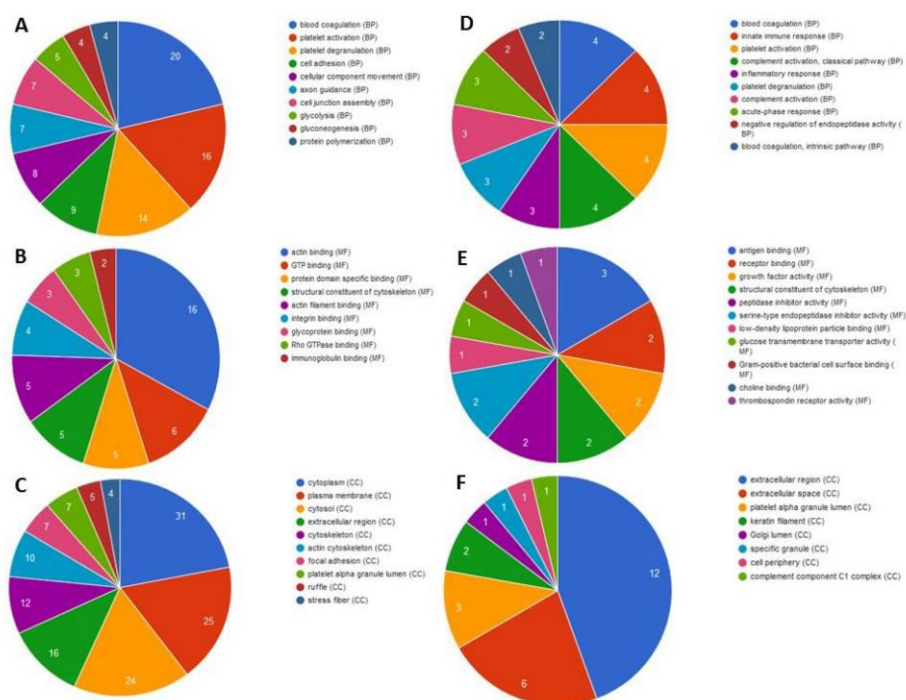 A
20
16
14
9
8
7
7
5
4
4
blood coagulation (BP)
platelet activation (BP)
platelet degranulation (BP)
cell adhesion (BP)
cellular component movement (BP)
axon guidance (BP)
cell junction assembly (BP)
glycolysis (BP)
gluconeogenesis (BP)
protein polymerization (BP)
D
4
4
4
4
3
3
3
3
2
2
blood coagulation (BP)
innate immune response (BP)
platelet activation (BP)
complement activation, classical pathway (BP)
inflammatory response (BP)
platelet degranulation (BP)
complement activation (BP)
acute-phase response (BP)
negative regulation of endopeptidase activity (
BP)
blood coagulation, intrinsic pathway (BP)
B
16
6
5
5
5
4
3
3
2
actin binding (MF)
GTP binding (MF)
protein domain specific binding (MF)
structural constituent of cytoskeleton (MF)
actin filament binding (MF)
integrin binding (MF)
glycoprotein binding (MF)
Rho GTPase binding (MF)
immunoglobulin binding (MF)
E
3
2
2
2
2
2
1
1
1
1
1
antigen binding (MF)
receptor binding (MF)
growth factor activity (MF)
structural constituent of cytoskeleton (MF)
peptidase inhibitor activity (MF)
serine-type endopeptidase inhibitor activity (MF)
low-density lipoprotein particle binding (MF)
glucose transmembrane transporter activity (
MF)
Gram-positive bacterial cell surface binding (
MF)
choline binding (MF)
thrombospondin receptor activity (MF)
C
31
25
24
16
12
10
7
7
5
4
cytoplasm (CC)
plasma membrane (CC)
cytosol (CC)
extracellular region (CC)
cytoskeleton (CC)
actin cytoskeleton (CC)
focal adhesion (CC)
platelet alpha granule lumen (CC)
ruffle (CC)
stress fiber (CC)
F
12
6
3
2
1
1
1
1
extracellular region (CC)
extracellular space (CC)
platelet alpha granule lumen (CC)
keratin filament (CC)
Golgi lumen (CC)
specific granule (CC)
cell periphery (CC)
complement component C1 complex (CC)